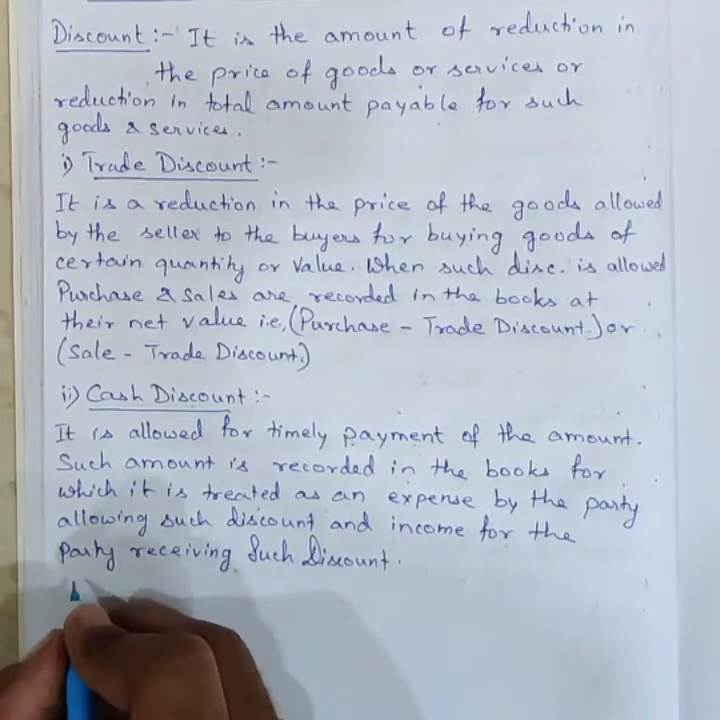 Discount :- It is the amount of reduction in
the price of goods or services or
reduction in total amount payable for such
goods & services.
i) Trade Discount :-
It is a reduction in the price of the goods allowed
by the seller to the buyers for buying goods of
certain quantity or value. When such disc. is allowed
Purchase & Sales are recorded in the books at
their net value i.e, (Purchase - Trade Discount.) or
(Sale - Trade Discount.)
ii) Cash Discount :-
It is allowed for timely payment of the amount.
Such amount is recorded in the books for
which it is treated as an expense by the party
allowing such discount and income for the
party receiving Such Discount.